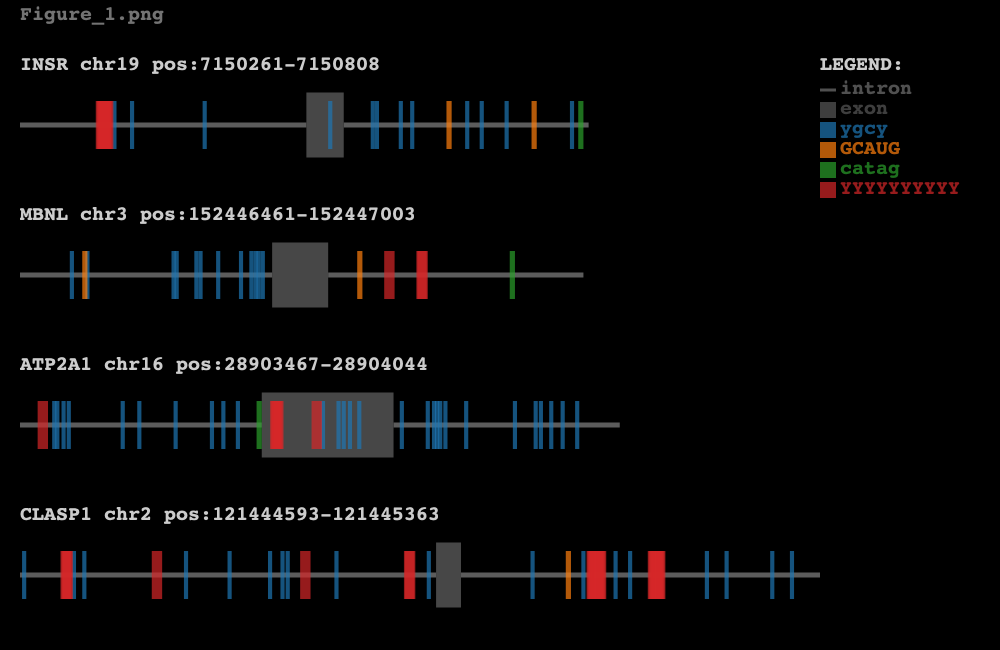 Figure_1.png
INSR chr19 pos:7150261-7150808
LEGEND:
intron
exon
ygcy
GCAUG
catag
YYYYYYYYYY
MBNL chr3 pos:152446461-152447003
ATP2A1 chr16 pos:28903467-28904044
CLASP1 chr2 pos:121444593-121445363